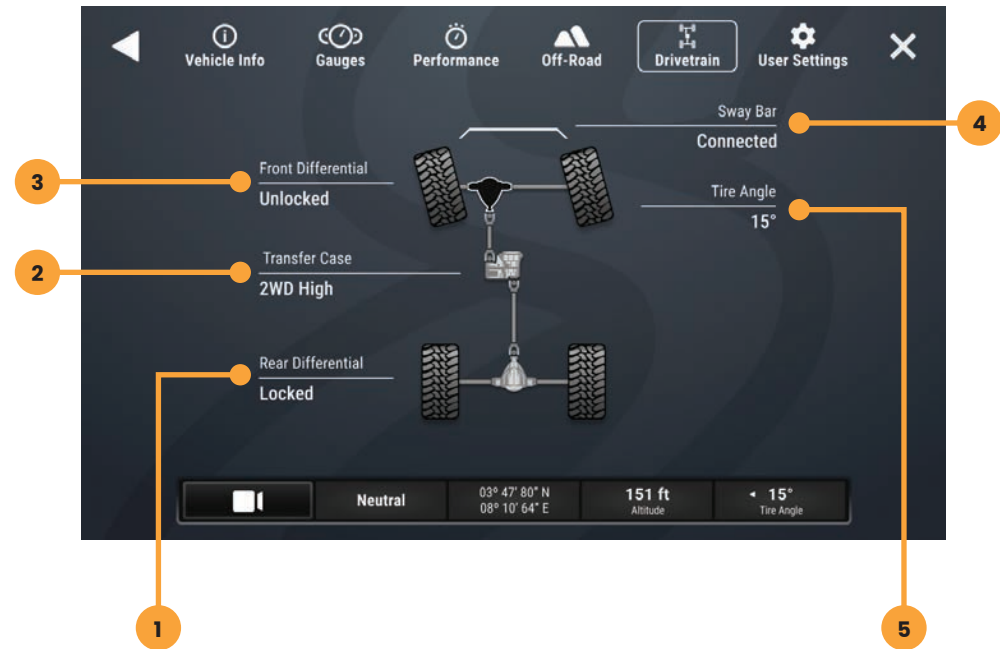 Vehicle Info
Gauges
Performance
Off-Road
Drivetrain
User Settings
Sway Bar
Connected
4
Front Differential
Unlocked
3
Tire Angle
15°
Transfer Case
2WD High
2
Rear Differential
Locked
Neutral
03° 47' 80" N
08° 10' 64" E
151 ft
Altitude
15°
Tire Angle
1
5